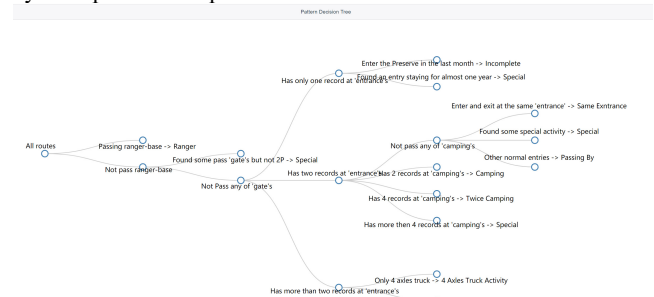 Pattern Decision Tree
Enter the Preserve in the last month -> Incomplete
Found an entry staying for almost one year -> Special
Has only one record at 'entrance's
Enter and exit at the same 'entrance' -> Same Exntrance
Found some special activity -> Special
All routes
Passing ranger-base -> Ranger
Not pass any of 'camping's
Found some pass 'gate's but not 2P -> Special
Other normal entries -> Passing By
Not pass ranger-base
Has two records at 'entrance's
Has 2 records at 'camping's -> Camping
Not Pass any of 'gate's
Has 4 records at 'camping's -> Twice Camping
Has more then 4 records at 'camping's -> Special
Only 4 axles truck -> 4 Axles Truck Activity
Has more than two records at 'entrance's